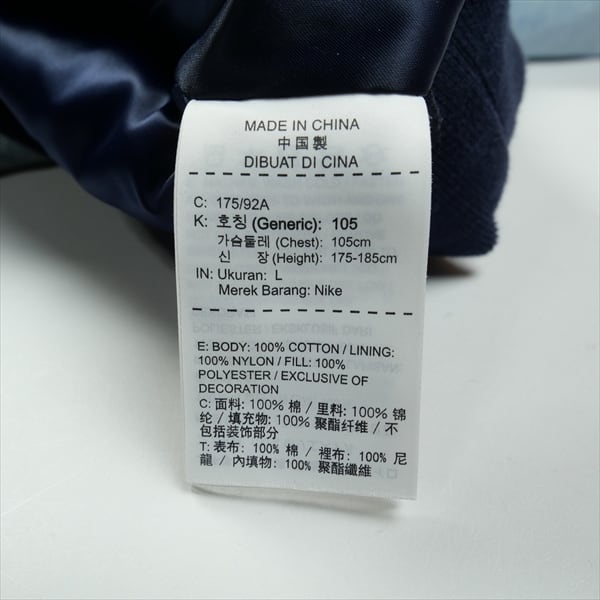 MADE IN CHINA
中国製
DIBUAT DI CINA
C: 175/92A
K: 호칭 (Generic): 105
가슴둘레 (Chest): 105cm
신 장 (Height): 175-185cm
IN: Ukuran: L
Merek Barang: Nike
E: BODY: 100% COTTON / LINING:
100% NYLON / FILL: 100%
POLYESTER / EXCLUSIVE OF
DECORATION
C: 面料: 100% 棉 / 里料: 100% 锦
纶 / 填充物: 100% 聚酯纤维 / 不
包括装饰部分
T: 表布: 100% 棉 / 裡布: 100% 尼
龍 / 內填物: 100% 聚酯纖維